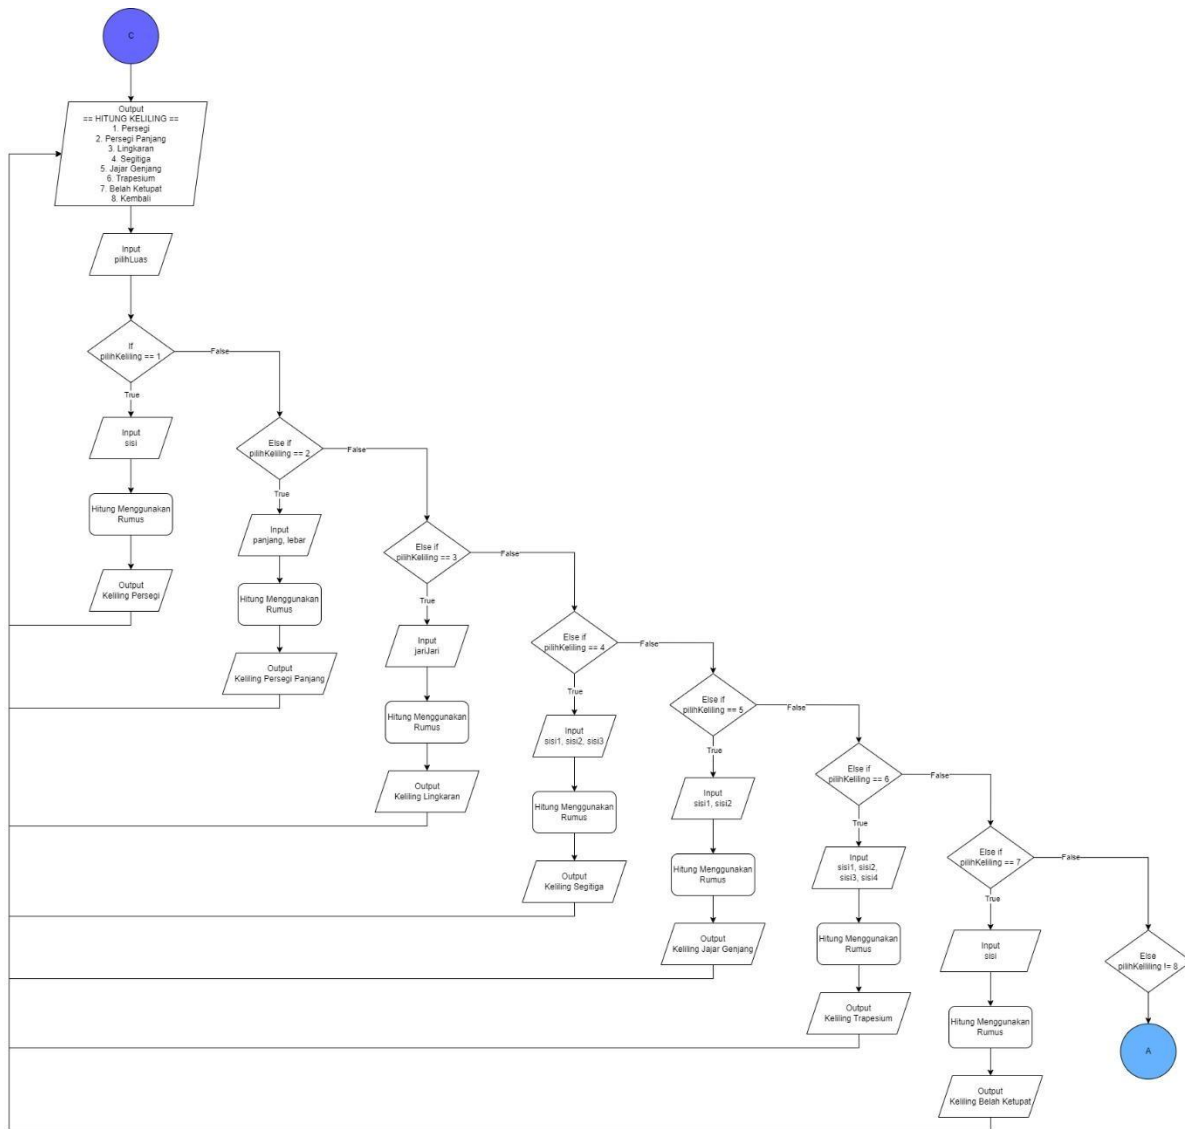 C
Output
== HITUNG KELILING ==
1. Persegi
2. Persegi Panjang
3. Lingkaran
4. Segitiga
5. Jajar Genjang
6. Trapesium
7. Belah Ketupat
8. Kembali
Input
pilihLuas
If
pilihKeliling == 1
False
True
Input
sisi
Hitung Menggunakan
Rumus
Output
Keliling Persegi
Else if
pilihKeliling == 2
False
True
Input
panjang, lebar
Hitung Menggunakan
Rumus
Output
Keliling Persegi Panjang
Else if
pilihKeliling == 3
False
True
Input
jariJari
Hitung Menggunakan
Rumus
Output
Keliling Lingkaran
Else if
pilihKeliling == 4
False
True
Input
sisi1, sisi2, sisi3
Hitung Menggunakan
Rumus
Output
Keliling Segitiga
Else if
pilihKeliling == 5
False
True
Input
sisi1, sisi2
Hitung Menggunakan
Rumus
Output
Keliling Jajar Genjang
Else if
pilihKeliling == 6
False
True
Input
sisi1, sisi2,
sisi3, sisi4
Hitung Menggunakan
Rumus
Output
Keliling Trapesium
Else if
pilihKeliling == 7
False
True
Input
sisi
Hitung Menggunakan
Rumus
Output
Keliling Belah Ketupat
Else
pilihKelliling != 8
A